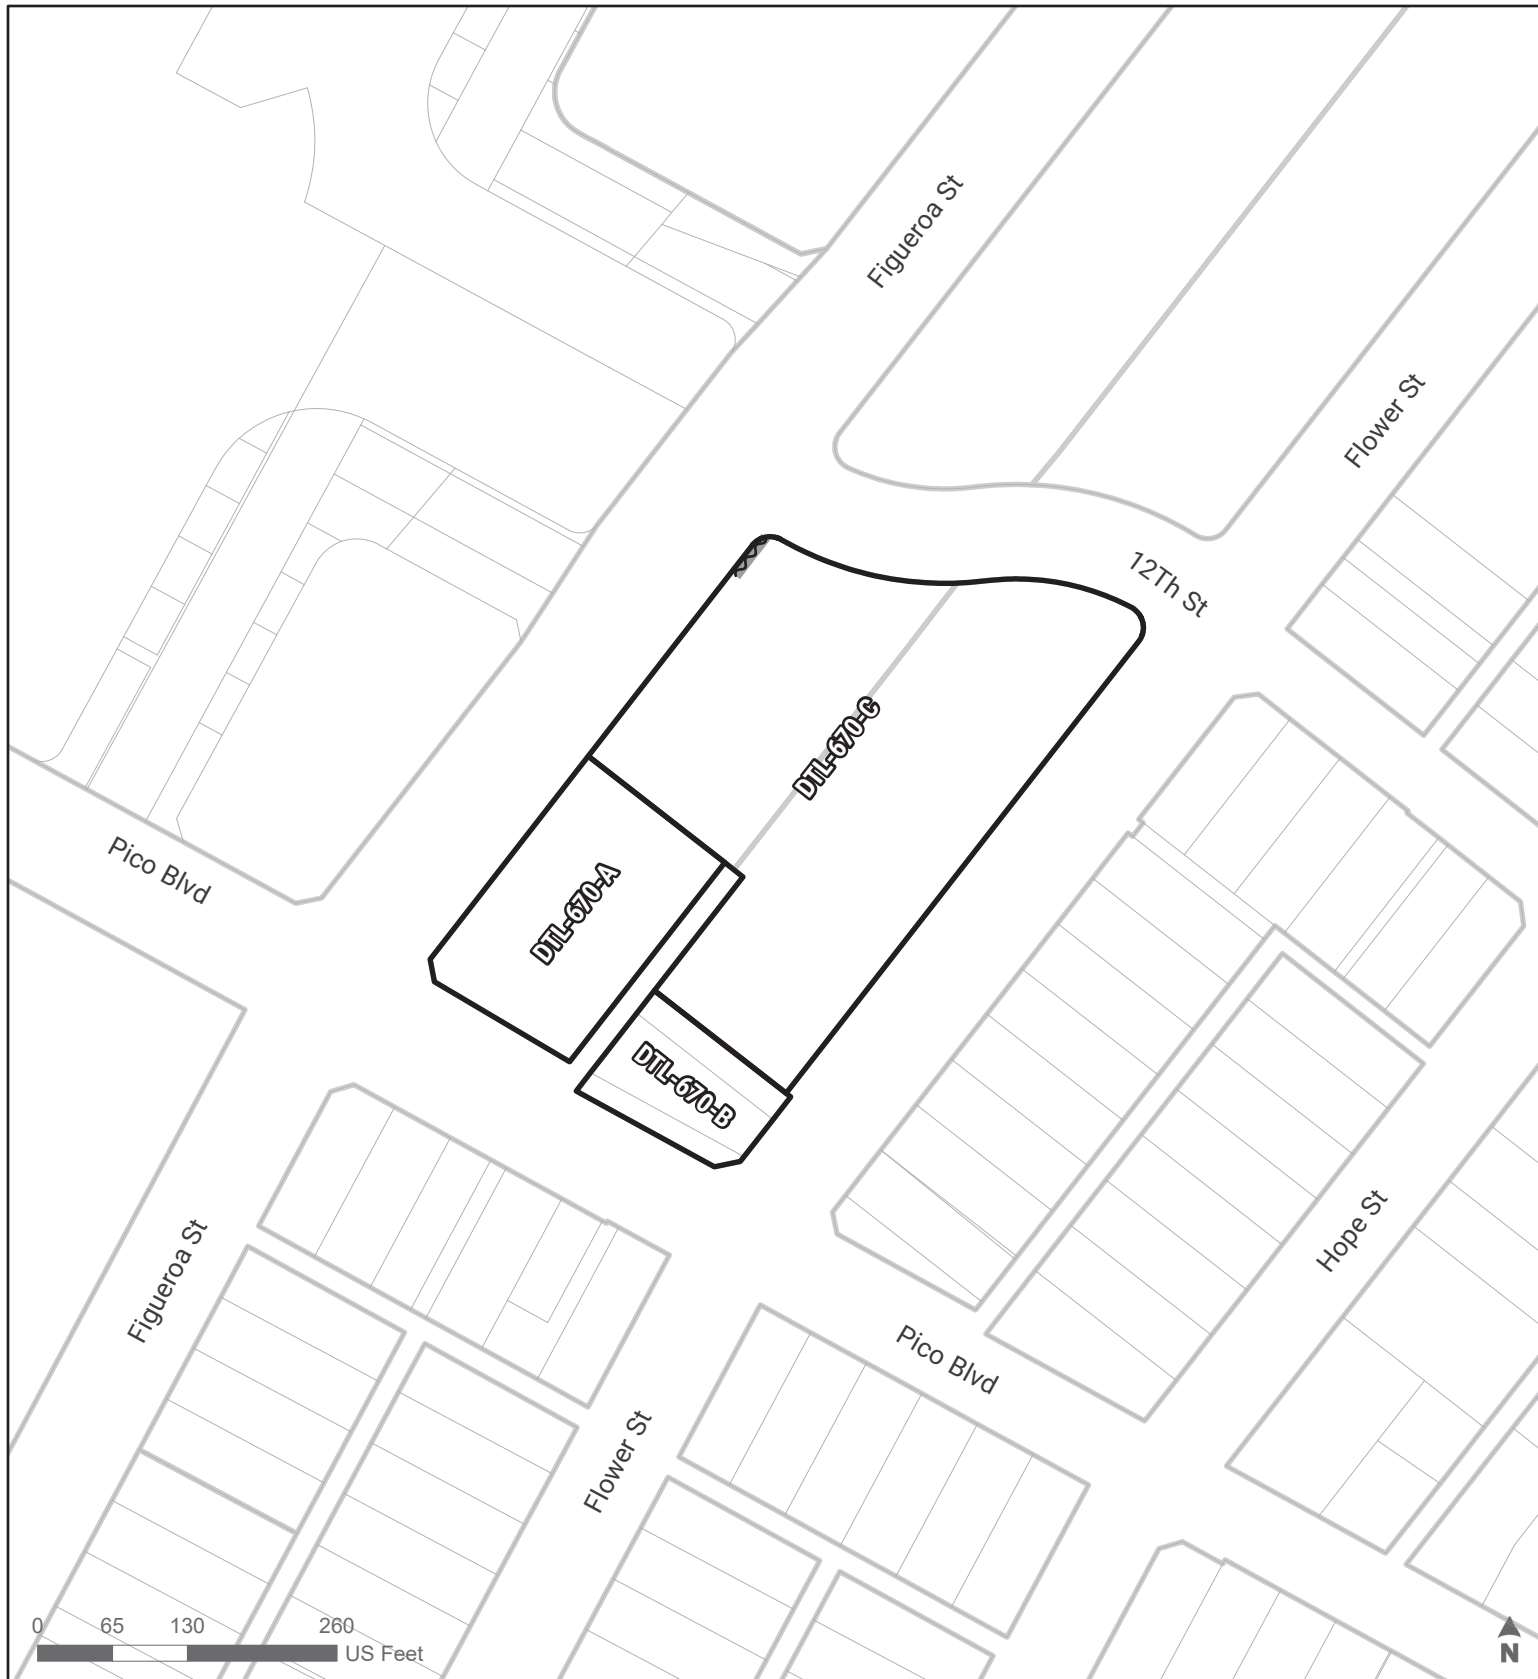 Figueroa St
Flower St
12Th St
DTL-670-C
Pico Blvd
DTL-670-A
DTL-670-B
Hope St
Figueroa St
Pico Blvd
Flower St
0 65 130 260
US Feet
N